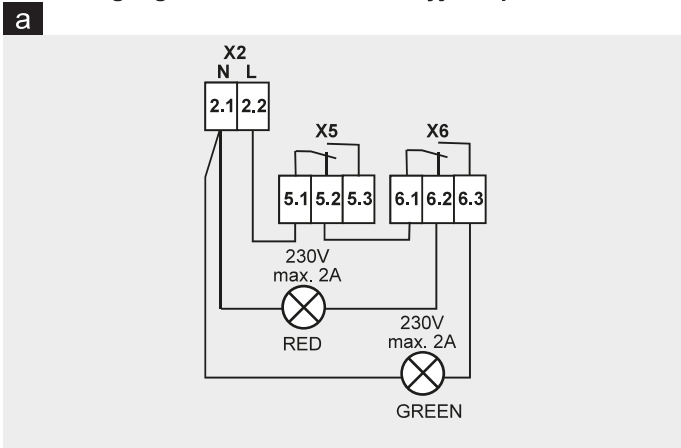 a
X2
N L
2.1 2.2
X5 X6
5.1 5.2 5.3 6.1 6.2 6.3
230V
max. 2A
RED
230V
max. 2A
GREEN